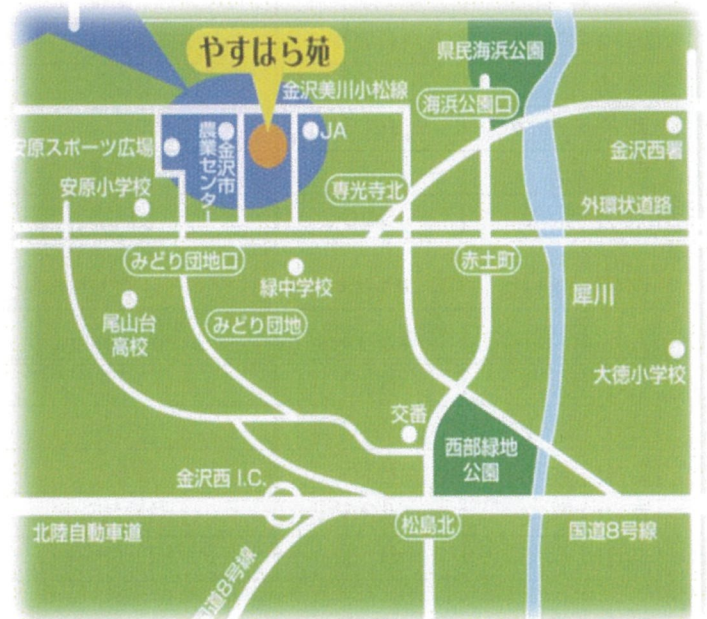 やすはら苑
県民海浜公園
金沢美川小松線
海浜公園口
JA
金沢市
農業センター
安原スポーツ広場
金沢西署
安原小学校
専光寺北
外環状道路
みどり団地口
赤土町
緑中学校
犀川
尾山台
高校
みどり団地
大徳小学校
交番
西部緑地
公園
金沢西 I.C.
北陸自動車道
松島北
国道8号線
国道8号線